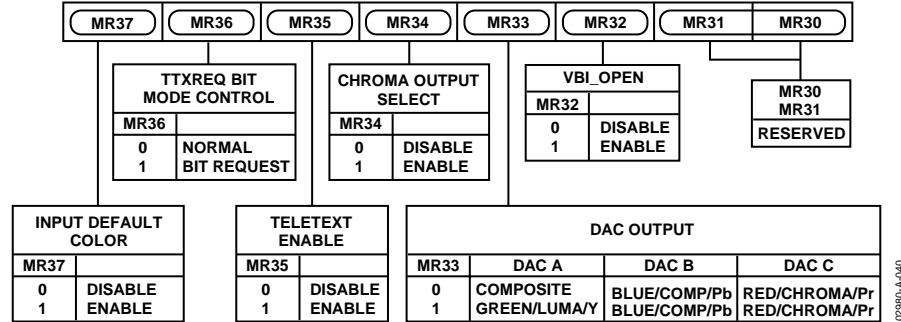 MR37 MR36 MR35 MR34 MR33 MR32 MR31 MR30
TTXREQ BIT
MODE CONTROL
MR36
0 NORMAL
1 BIT REQUEST
CHROMA OUTPUT
SELECT
MR34
0 DISABLE
1 ENABLE
VBI_OPEN
MR32
0 DISABLE
1 ENABLE
MR30
MR31
RESERVED
INPUT DEFAULT
COLOR
MR37
0 DISABLE
1 ENABLE
TELETEXT
ENABLE
MR35
0 DISABLE
1 ENABLE
DAC OUTPUT
MR33 DAC A DAC B DAC C
0 COMPOSITE BLUE/COMP/Pb RED/CHROMA/Pr
1 GREEN/LUMA/Y BLUE/COMP/Pb RED/CHROMA/Pr
02980-A-040